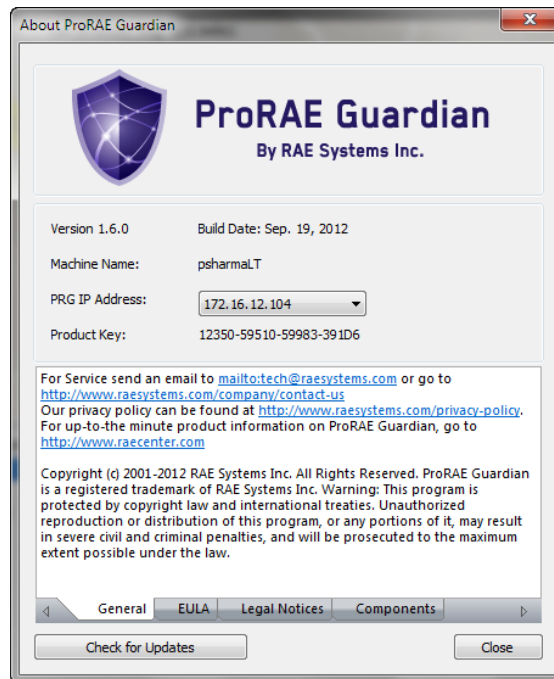 About ProRAE Guardian
ProRAE Guardian
By RAE Systems Inc.
Version 1.6.0 Build Date: Sep. 19, 2012
Machine Name: psharmaLT
PRG IP Address: 172.16.12.104
Product Key: 12350-59510-59983-391D6
For Service send an email to mailto:tech@raesystems.com or go to
http://www.raesystems.com/company/contact-us
Our privacy policy can be found at http://www.raesystems.com/privacy-policy.
For up-to-the minute product information on ProRAE Guardian, go to
http://www.raecenter.com
Copyright (c) 2001-2012 RAE Systems Inc. All Rights Reserved. ProRAE Guardian
is a registered trademark of RAE Systems Inc. Warning: This program is
protected by copyright law and international treaties. Unauthorized
reproduction or distribution of this program, or any portions of it, may result
in severe civil and criminal penalties, and will be prosecuted to the maximum
extent possible under the law.
General EULA Legal Notices Components
Check for Updates Close